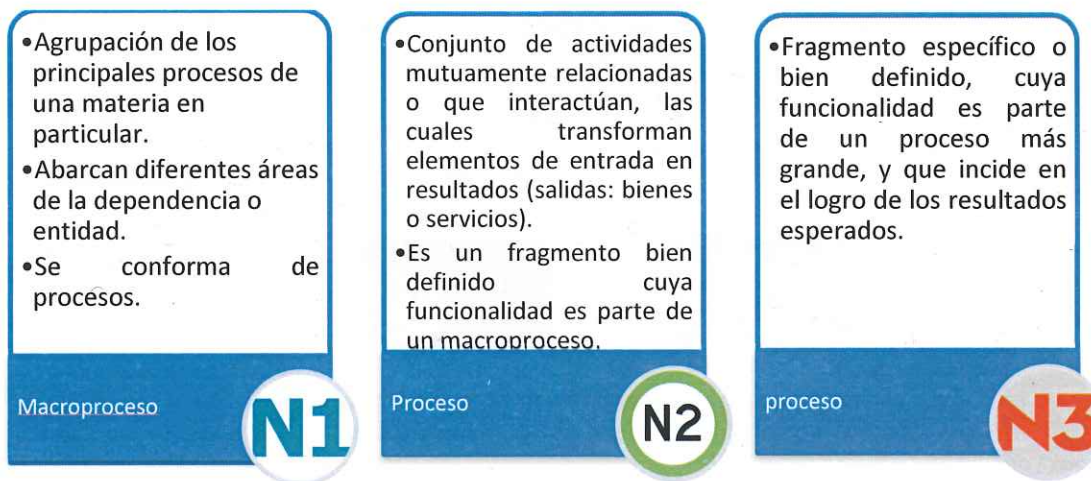 •Agrupación de los
principales procesos de
una materia en
particular.
•Abarcan diferentes áreas
de la dependencia o
entidad.
•Se conforma de
procesos.
Macroproceso
N1
•Conjunto de actividades
mutuamente relacionadas
o que interactúan, las
cuales transforman
elementos de entrada en
resultados (salidas: bienes
o servicios).
•Es un fragmento bien
definido cuya
funcionalidad es parte de
un macroproceso.
Proceso
N2
•Fragmento específico o
bien definido, cuya
funcionalidad es parte
de un proceso más
grande, y que incide en
el logro de los resultados
esperados.
proceso
N3